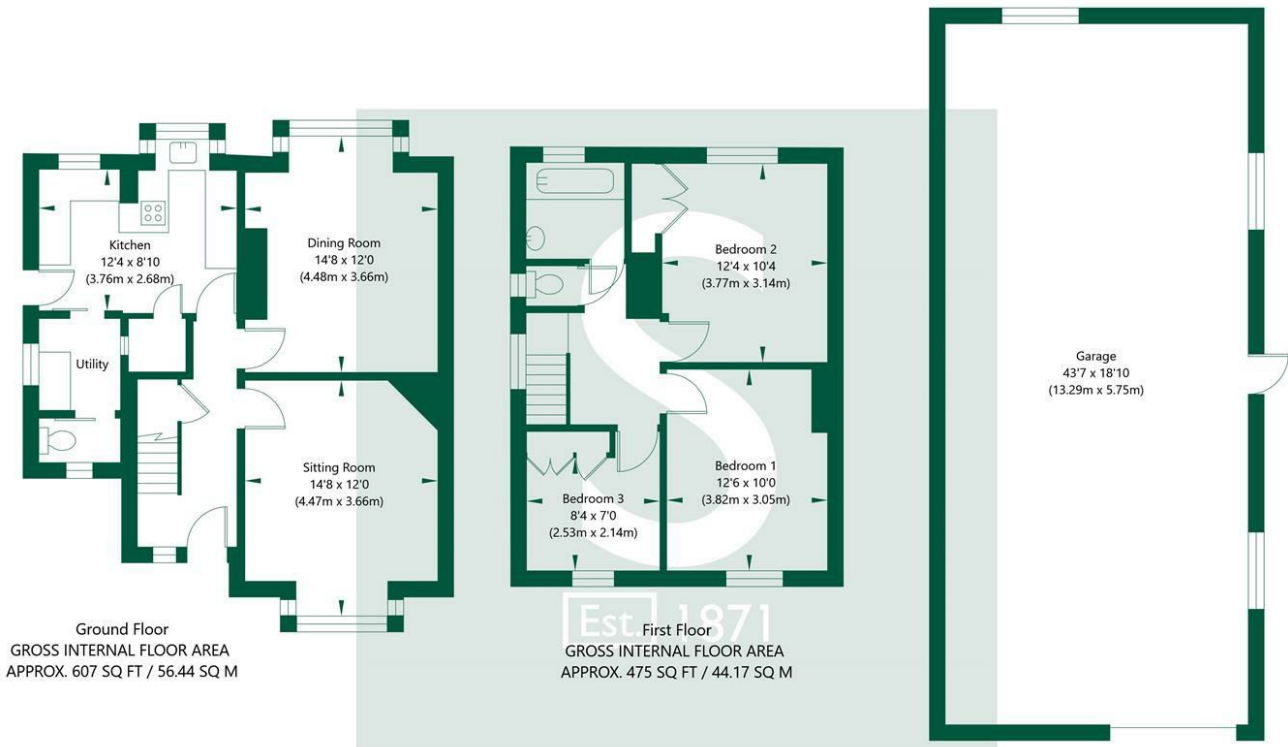 Kitchen
12'4 x 8'10
(3.76m x 2.68m)
Dining Room
14'8 x 12'0
(4.48m x 3.66m)
Utility
Sitting Room
14'8 x 12'0
(4.47m x 3.66m)
Ground Floor
GROSS INTERNAL FLOOR AREA
APPROX. 607 SQ FT / 56.44 SQ M
Bedroom 2
12'4 x 10'4
(3.77m x 3.14m)
Bedroom 1
12'6 x 10'0
(3.82m x 3.05m)
Bedroom 3
8'4 x 7'0
(2.53m x 2.14m)
S
Est. 1871
First Floor
GROSS INTERNAL FLOOR AREA
APPROX. 475 SQ FT / 44.17 SQ M
Garage
43'7 x 18'10
(13.29m x 5.75m)